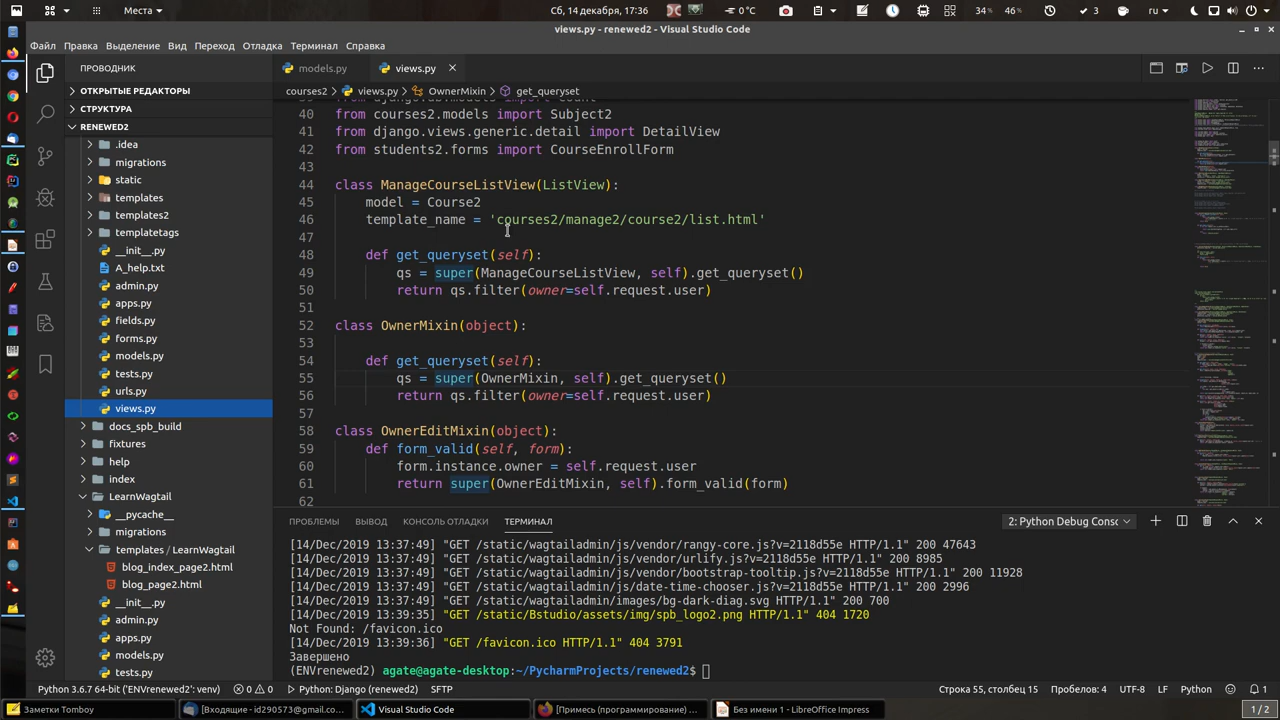 Места
Сб, 14 декабря, 17:36
0°C
34%
46%
3
ru
views.py - renewed2 - Visual Studio Code
Файл Правка Выделение Вид Переход Отладка Терминал Справка
ПРОВОДНИК
ОТКРЫТЫЕ РЕДАКТОРЫ
СТРУКТУРА
RENEWED2
.idea
migrations
static
templates
templates2
templatetags
__init__.py
A_help.txt
admin.py
apps.py
fields.py
forms.py
models.py
tests.py
urls.py
views.py
docs_spb_build
fixtures
help
index
LearnWagtail
__pycache__
migrations
templates / LearnWagtail
blog_index_page2.html
blog_page2.html
__init__.py
admin.py
apps.py
models.py
tests.py
models.py
views.py
courses2 > views.py > OwnerMixin > get_queryset
40 from courses2.models import Subject2
41 from django.views.generic.detail import DetailView
42 from students2.forms import CourseEnrollForm
43
44 class ManageCourseListView(ListView):
45 model = Course2
46 template_name = 'courses2/manage2/course2/list.html'
47
48 def get_queryset(self):
49 qs = super(ManageCourseListView, self).get_queryset()
50 return qs.filter(owner=self.request.user)
51
52 class OwnerMixin(object):
53
54 def get_queryset(self):
55 qs = super(OwnerMixin, self).get_queryset()
56 return qs.filter(owner=self.request.user)
57
58 class OwnerEditMixin(object):
59 def form_valid(self, form):
60 form.instance.owner = self.request.user
61 return super(OwnerEditMixin, self).form_valid(form)
62
ПРОБЛЕМЫ ВЫВОД КОНСОЛЬ ОТЛАДКИ ТЕРМИНАЛ
2: Python Debug Consc
[14/Dec/2019 13:37:49] "GET /static/wagtailadmin/js/vendor/rangy-core.js?v=2118d55e HTTP/1.1" 200 47643
[14/Dec/2019 13:37:49] "GET /static/wagtailadmin/js/vendor/urlify.js?v=2118d55e HTTP/1.1" 200 8985
[14/Dec/2019 13:37:49] "GET /static/wagtailadmin/js/vendor/bootstrap-tooltip.js?v=2118d55e HTTP/1.1" 200 11928
[14/Dec/2019 13:37:49] "GET /static/wagtailadmin/js/date-time-chooser.js?v=2118d55e HTTP/1.1" 200 2996
[14/Dec/2019 13:37:49] "GET /static/wagtailadmin/images/bg-dark-diag.svg HTTP/1.1" 200 700
[14/Dec/2019 13:39:35] "GET /static/Bstudio/assets/img/spb_logo2.png HTTP/1.1" 404 1720
Not Found: /favicon.ico
[14/Dec/2019 13:39:36] "GET /favicon.ico HTTP/1.1" 404 3791
Завершено
(ENVrenewed2) agate@agate-desktop:~/PycharmProjects/renewed2$
Python 3.6.7 64-bit ('ENVrenewed2': venv)
0
0
Python: Django (renewed2)
SFTP
Строка 55, столбец 15
Пробелов: 4
UTF-8
LF
Python
1
Заметки Tomboy
[Входящие - id290573@gmail.co...
Visual Studio Code
[Примесь (программирование) ...
Без имени 1 - LibreOffice Impress
1/2